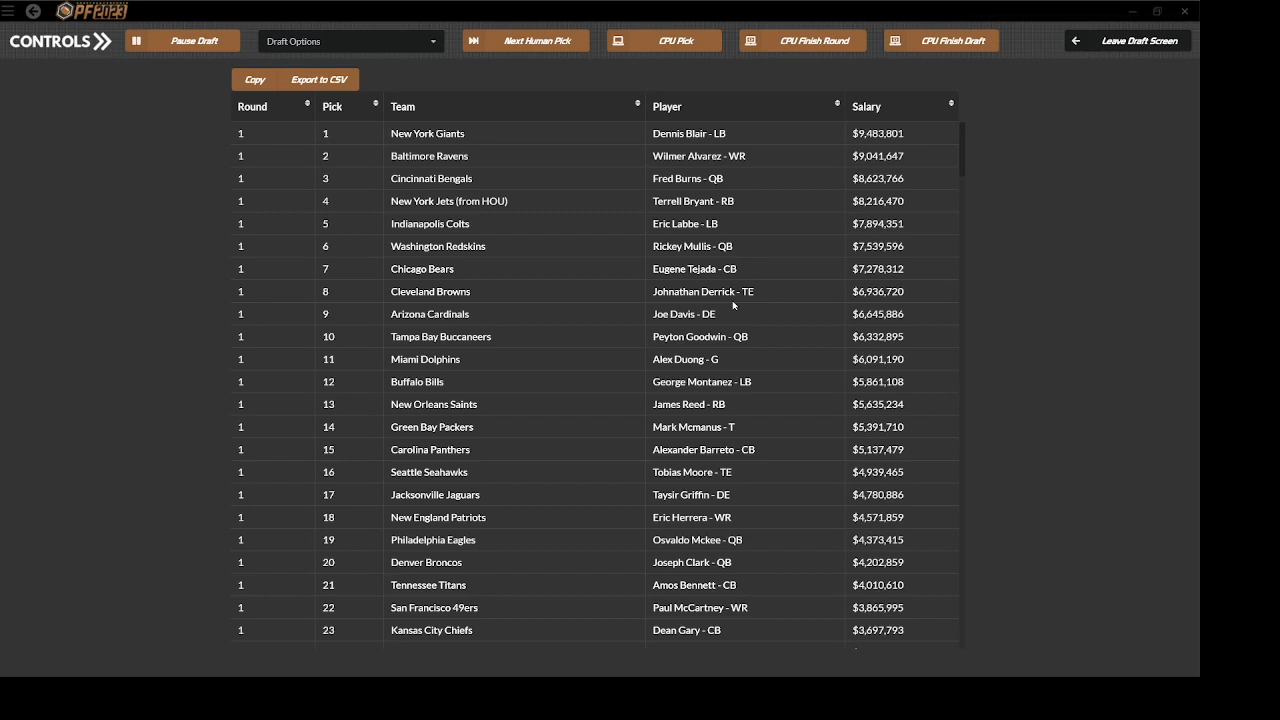 PF2023
CONTROLS Pause Draft Draft Options Next Human Pick CPU Pick CPU Finish Round CPU Finish Draft Leave Draft Screen
Copy Export to CSV
Round Pick Team Player Salary
1 1 New York Giants Dennis Blair - LB $9,483,801
1 2 Baltimore Ravens Wilmer Alvarez - WR $9,041,647
1 3 Cincinnati Bengals Fred Burns - QB $8,623,766
1 4 New York Jets (from HOU) Terrell Bryant - RB $8,216,470
1 5 Indianapolis Colts Eric Labbe - LB $7,894,351
1 6 Washington Redskins Rickey Mullis - QB $7,539,596
1 7 Chicago Bears Eugene Tejada - CB $7,278,312
1 8 Cleveland Browns Johnathan Derrick - TE $6,936,720
1 9 Arizona Cardinals Joe Davis - DE $6,645,886
1 10 Tampa Bay Buccaneers Peyton Goodwin - QB $6,332,895
1 11 Miami Dolphins Alex Duong - G $6,091,190
1 12 Buffalo Bills George Montanez - LB $5,861,108
1 13 New Orleans Saints James Reed - RB $5,635,234
1 14 Green Bay Packers Mark Mcmanus - T $5,391,710
1 15 Carolina Panthers Alexander Barreto - CB $5,137,479
1 16 Seattle Seahawks Tobias Moore - TE $4,939,465
1 17 Jacksonville Jaguars Taysir Griffin - DE $4,780,886
1 18 New England Patriots Eric Herrera - WR $4,571,859
1 19 Philadelphia Eagles Osvaldo Mckee - QB $4,373,415
1 20 Denver Broncos Joseph Clark - QB $4,202,859
1 21 Tennessee Titans Amos Bennett - CB $4,010,610
1 22 San Francisco 49ers Paul McCartney - WR $3,865,995
1 23 Kansas City Chiefs Dean Gary - CB $3,697,793